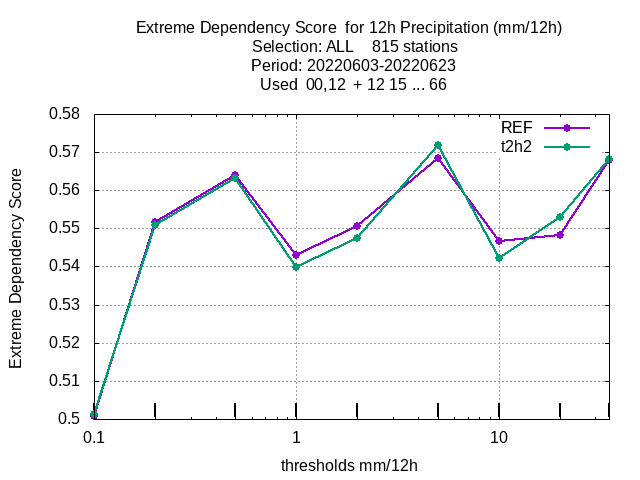 Extreme Dependency Score  for 12h Precipitation (mm/12h)
Selection: ALL    815 stations
Period: 20220603-20220623
Used  00,12  + 12 15 ... 66
REF
t2h2
Extreme Dependency Score
0.58
0.57
0.56
0.55
0.54
0.53
0.52
0.51
0.5
0.1
1
10
thresholds mm/12h